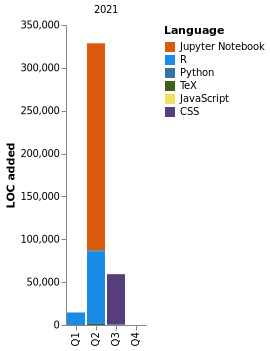 2021
350,000
300,000
250,000
200,000
150,000
100,000
50,000
0
LOC added
Q1
Q2
Q3
Q4
Language
Jupyter Notebook
R
Python
TeX
JavaScript
CSS